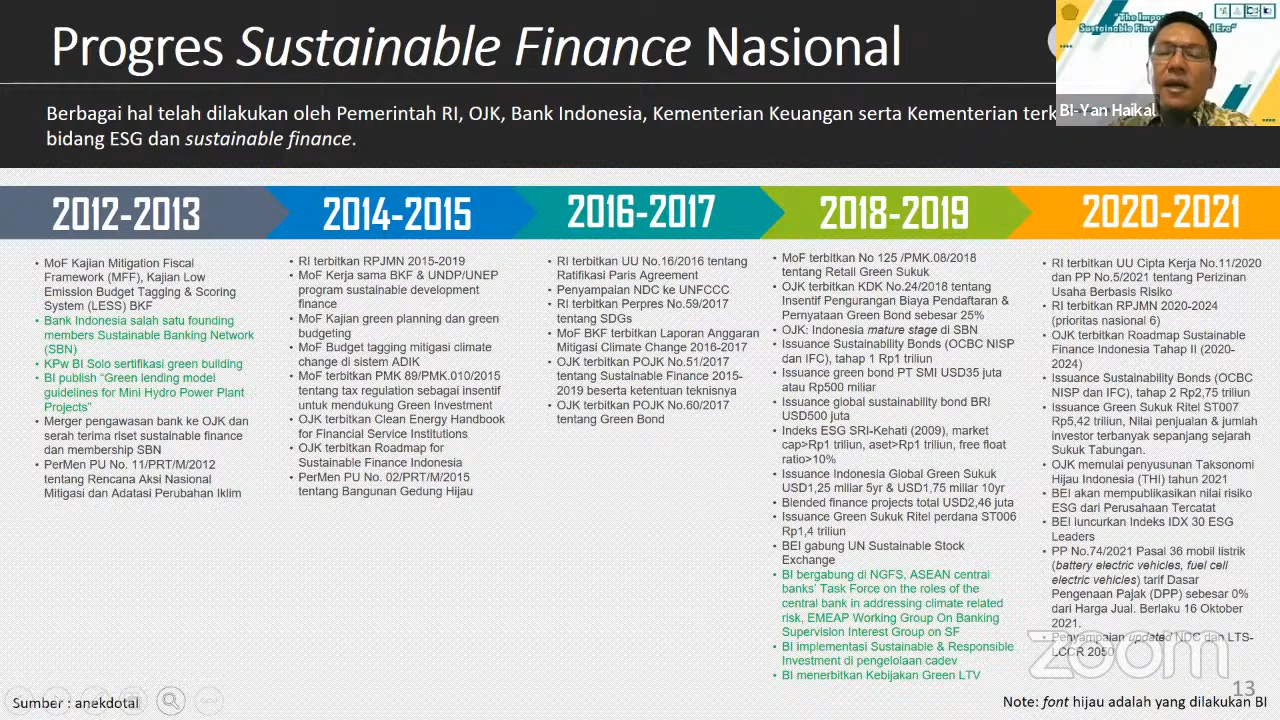 Progres Sustainable Finance Nasional
Berbagai hal telah dilakukan oleh Pemerintah RI, OJK, Bank Indonesia, Kementerian Keuangan serta Kementerian
bidang ESG dan sustainable finance.
"The
Sustainable
BI-Yan Haikal
2012-2013
• MoF Kajian Mitigation Fiscal
Framework (MFF), Kajian Low
Emission Budget Tagging & Scoring
System (LESS) BKF
• Bank Indonesia salah satu founding
members Sustainable Banking Network
(SBN)
• KPw BI Solo sertifikasi green building
• BI publish “Green lending model
guidelines for Mini Hydro Power Plant
Projects”
• Merger pengawasan bank ke OJK dan
serah terima riset sustainable finance
dan membership SBN
• PerMen PU No. 11/PRT/M/2012
tentang Rencana Aksi Nasional
Mitigasi dan Adatasi Perubahan Iklim
2014-2015
• RI terbitkan RPJMN 2015-2019
• MoF Kerja sama BKF & UNDP/UNEP
program sustainable development
finance
• MoF Kajian green planning dan green
budgeting
• MoF Budget tagging mitigasi climate
change di sistem ADIK
• MoF terbitkan PMK 89/PMK.010/2015
tentang tax regulation sebagai insentif
untuk mendukung Green Investment
• OJK terbitkan Clean Energy Handbook
for Financial Service Institutions
• OJK terbitkan Roadmap for
Sustainable Finance Indonesia
• PerMen PU No. 02/PRT/M/2015
tentang Bangunan Gedung Hijau
2016-2017
• RI terbitkan UU No.16/2016 tentang
Ratifikasi Paris Agreement
• Penyampaian NDC ke UNFCCC
• RI terbitkan Perpres No.59/2017
tentang SDGs
• MoF BKF terbitkan Laporan Anggaran
Mitigasi Climate Change 2016-2017
• OJK terbitkan POJK No.51/2017
tentang Sustainable Finance 2015-
2019 beserta ketentuan teknisnya
• OJK terbitkan POJK No.60/2017
tentang Green Bond
2018-2019
• MoF terbitkan No 125 /PMK.08/2018
tentang Retail Green Sukuk
• OJK terbitkan KDK No.24/2018 tentang
Insentif Pengurangan Biaya Pendaftaran &
Pernyataan Green Bond sebesar 25%
• OJK: Indonesia mature stage di SBN
• Issuance Sustainability Bonds (OCBC NISP
dan IFC), tahap 1 Rp1 triliun
• Issuance green bond PT SMI USD35 juta
atau Rp500 miliar
• Issuance global sustainability bond BRI
USD500 juta
• Indeks ESG SRI-Kehati (2009), market
cap>Rp1 triliun, aset>Rp1 triliun, free float
ratio>10%
• Issuance Indonesia Global Green Sukuk
USD1,25 miliar 5yr & USD1,75 miliar 10yr
• Blended finance projects total USD2,46 juta
• Issuance Green Sukuk Ritel perdana ST006
Rp1,4 triliun
• BEI gabung UN Sustainable Stock
Exchange
• BI bergabung di NGFS, ASEAN central
banks’ Task Force on the roles of the
central bank in addressing climate related
risk, EMEAP Working Group On Banking
Supervision Interest Group on SF
• BI implementasi Sustainable & Responsible
Investment di pengelolaan cadev
• BI menerbitkan Kebijakan Green LTV
2020-2021
• RI terbitkan UU Cipta Kerja No.11/2020
dan PP No.5/2021 tentang Perizinan
Usaha Berbasis Risiko
• RI terbitkan RPJMN 2020-2024
(prioritas nasional 6)
• OJK terbitkan Roadmap Sustainable
Finance Indonesia Tahap II (2020-
2024)
• Issuance Sustainability Bonds (OCBC
NISP dan IFC), tahap 2 Rp2,75 triliun
• Issuance Green Sukuk Ritel ST007
Rp5,42 triliun, Nilai penjualan & jumlah
investor terbanyak sepanjang sejarah
Sukuk Tabungan.
• OJK memulai penyusunan Taksonomi
Hijau Indonesia (THI) tahun 2021
• BEI akan mempublikasikan nilai risiko
ESG dari Perusahaan Tercatat
• BEI luncurkan Indeks IDX 30 ESG
Leaders
• PP No.74/2021 Pasal 36 mobil listrik
(battery electric vehicles, fuel cell
electric vehicles) tarif Dasar
Pengenaan Pajak (DPP) sebesar 0%
dari Harga Jual. Berlaku 16 Oktober
2021.
• Penyampaian updated NDC dan LTS-
LCCR 2050
zoom
13
Sumber : anekdotal
Note: font hijau adalah yang dilakukan BI